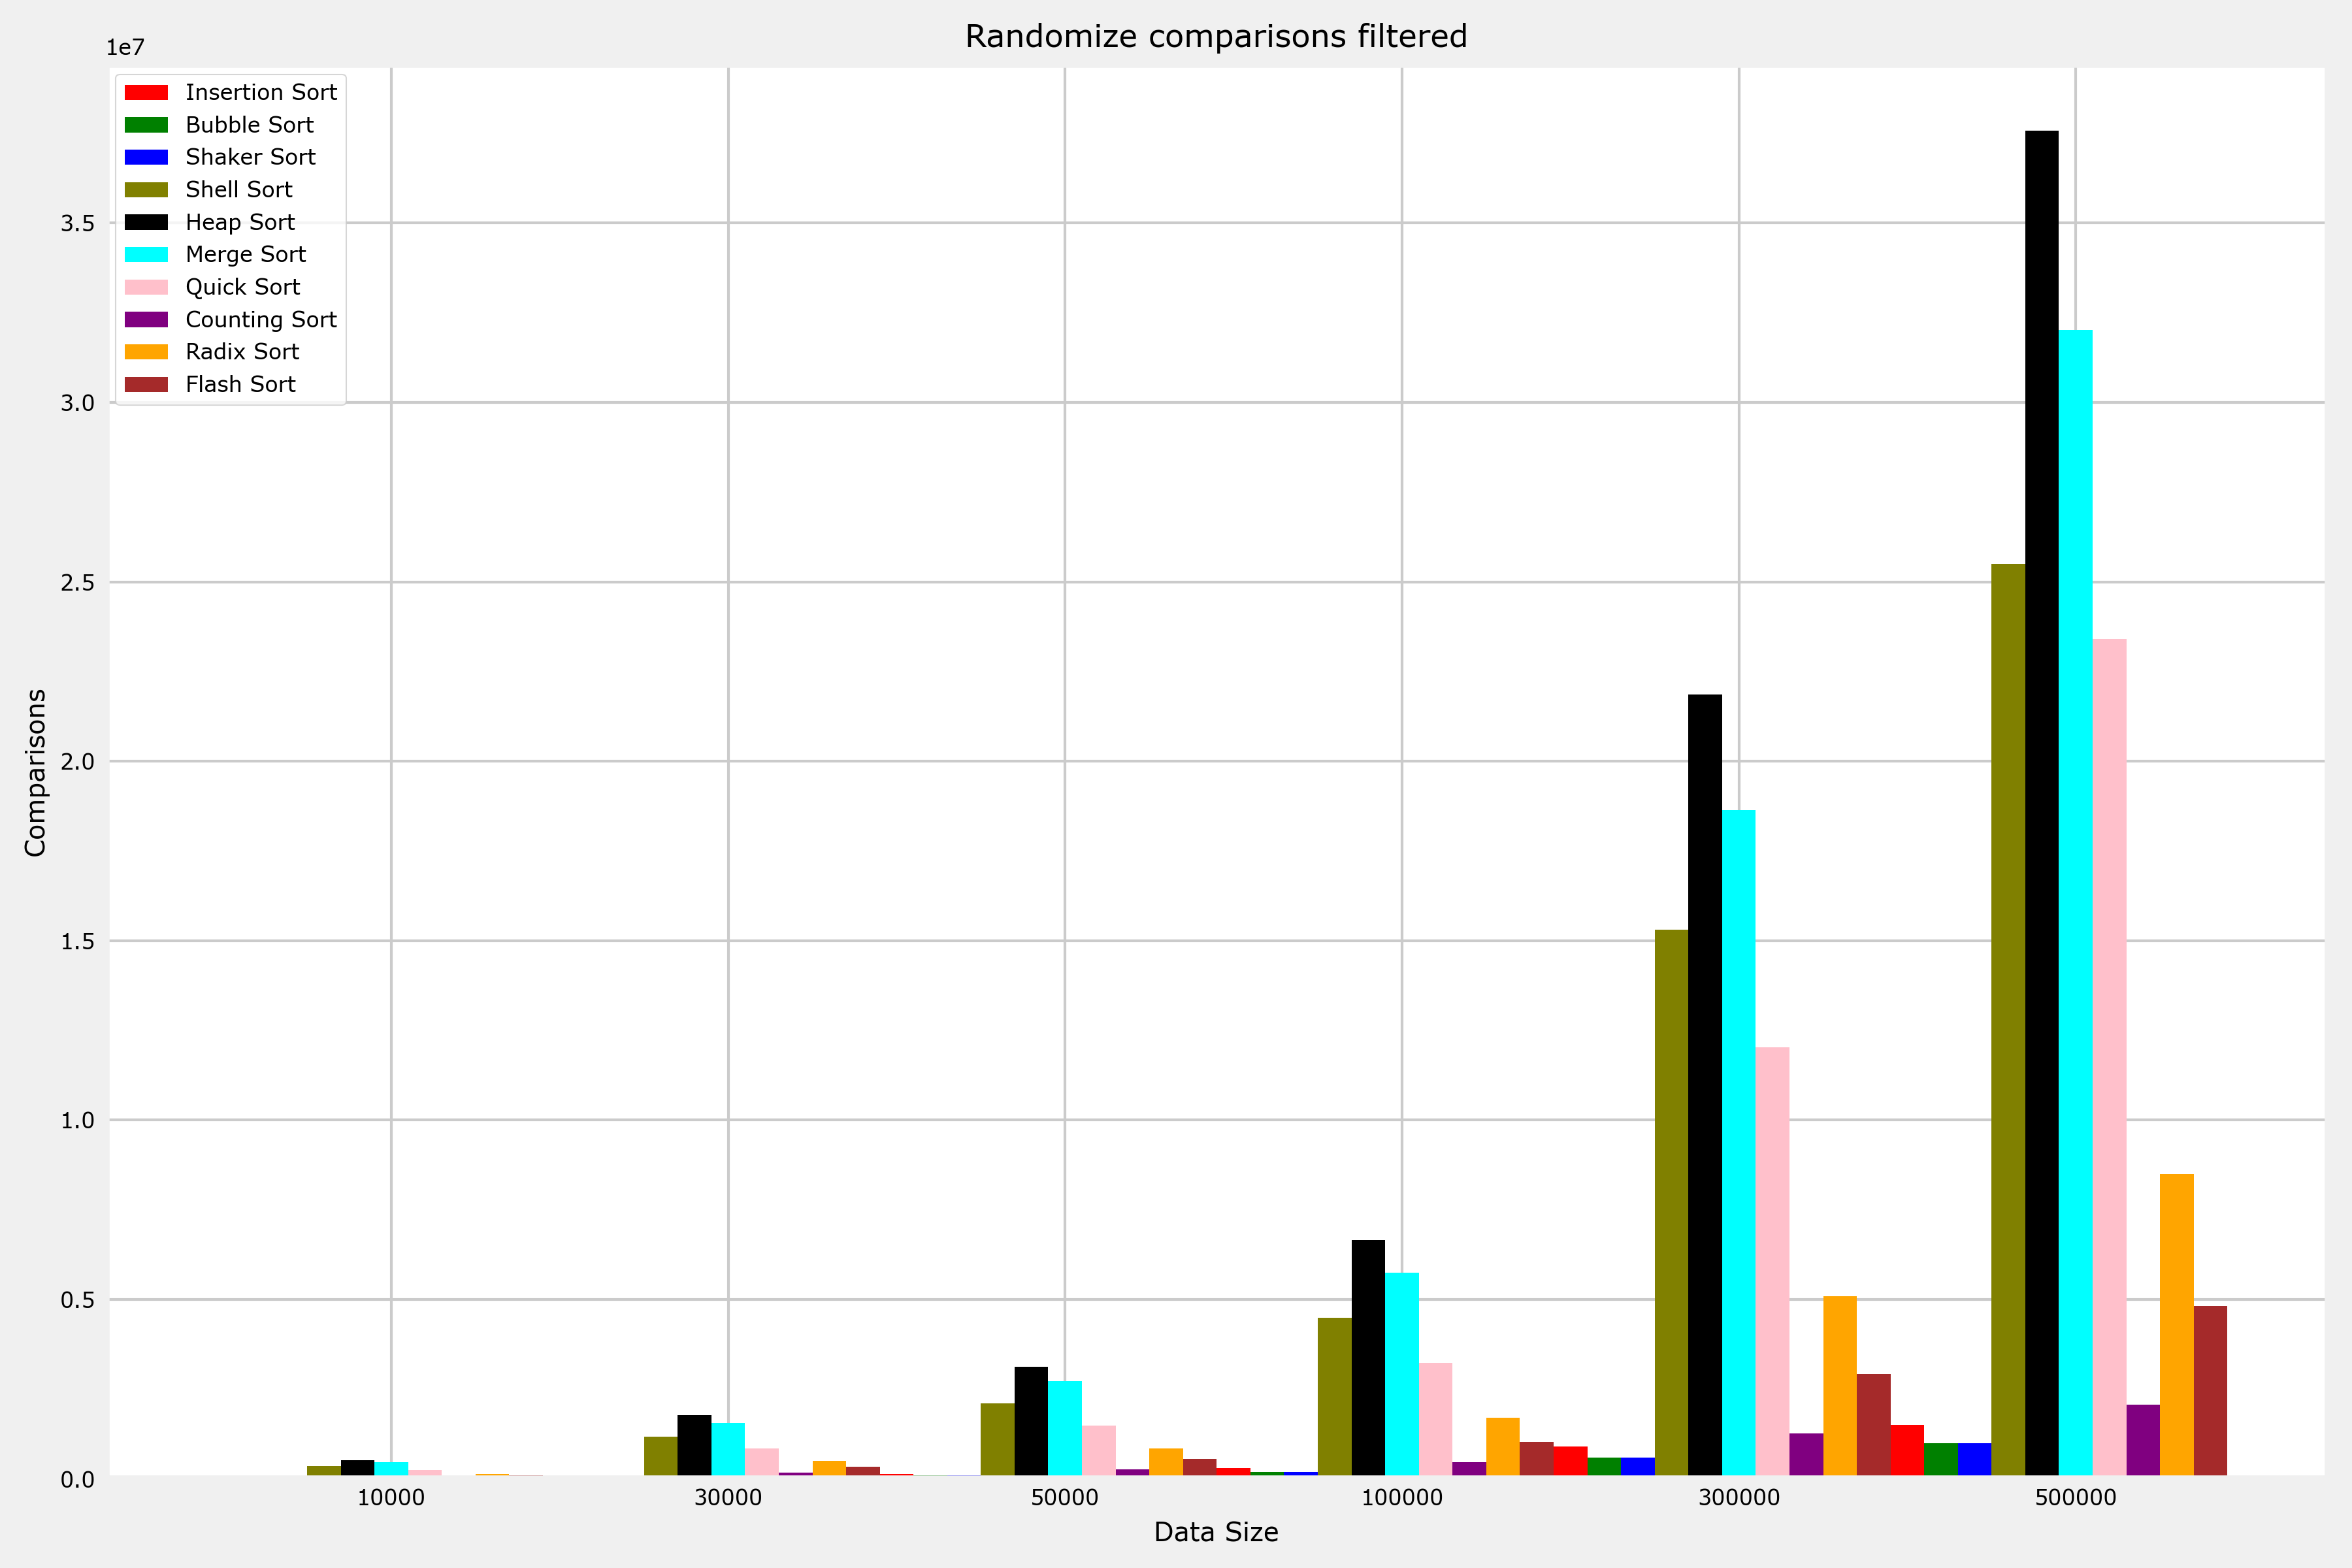 Randomize comparisons filtered
1e7
Insertion Sort
Bubble Sort
Shaker Sort
Shell Sort
Heap Sort
Merge Sort
Quick Sort
Counting Sort
Radix Sort
Flash Sort
3.5
3.0
2.5
2.0
1.5
1.0
0.5
0.0
Comparisons
10000
30000
50000
100000
300000
500000
Data Size